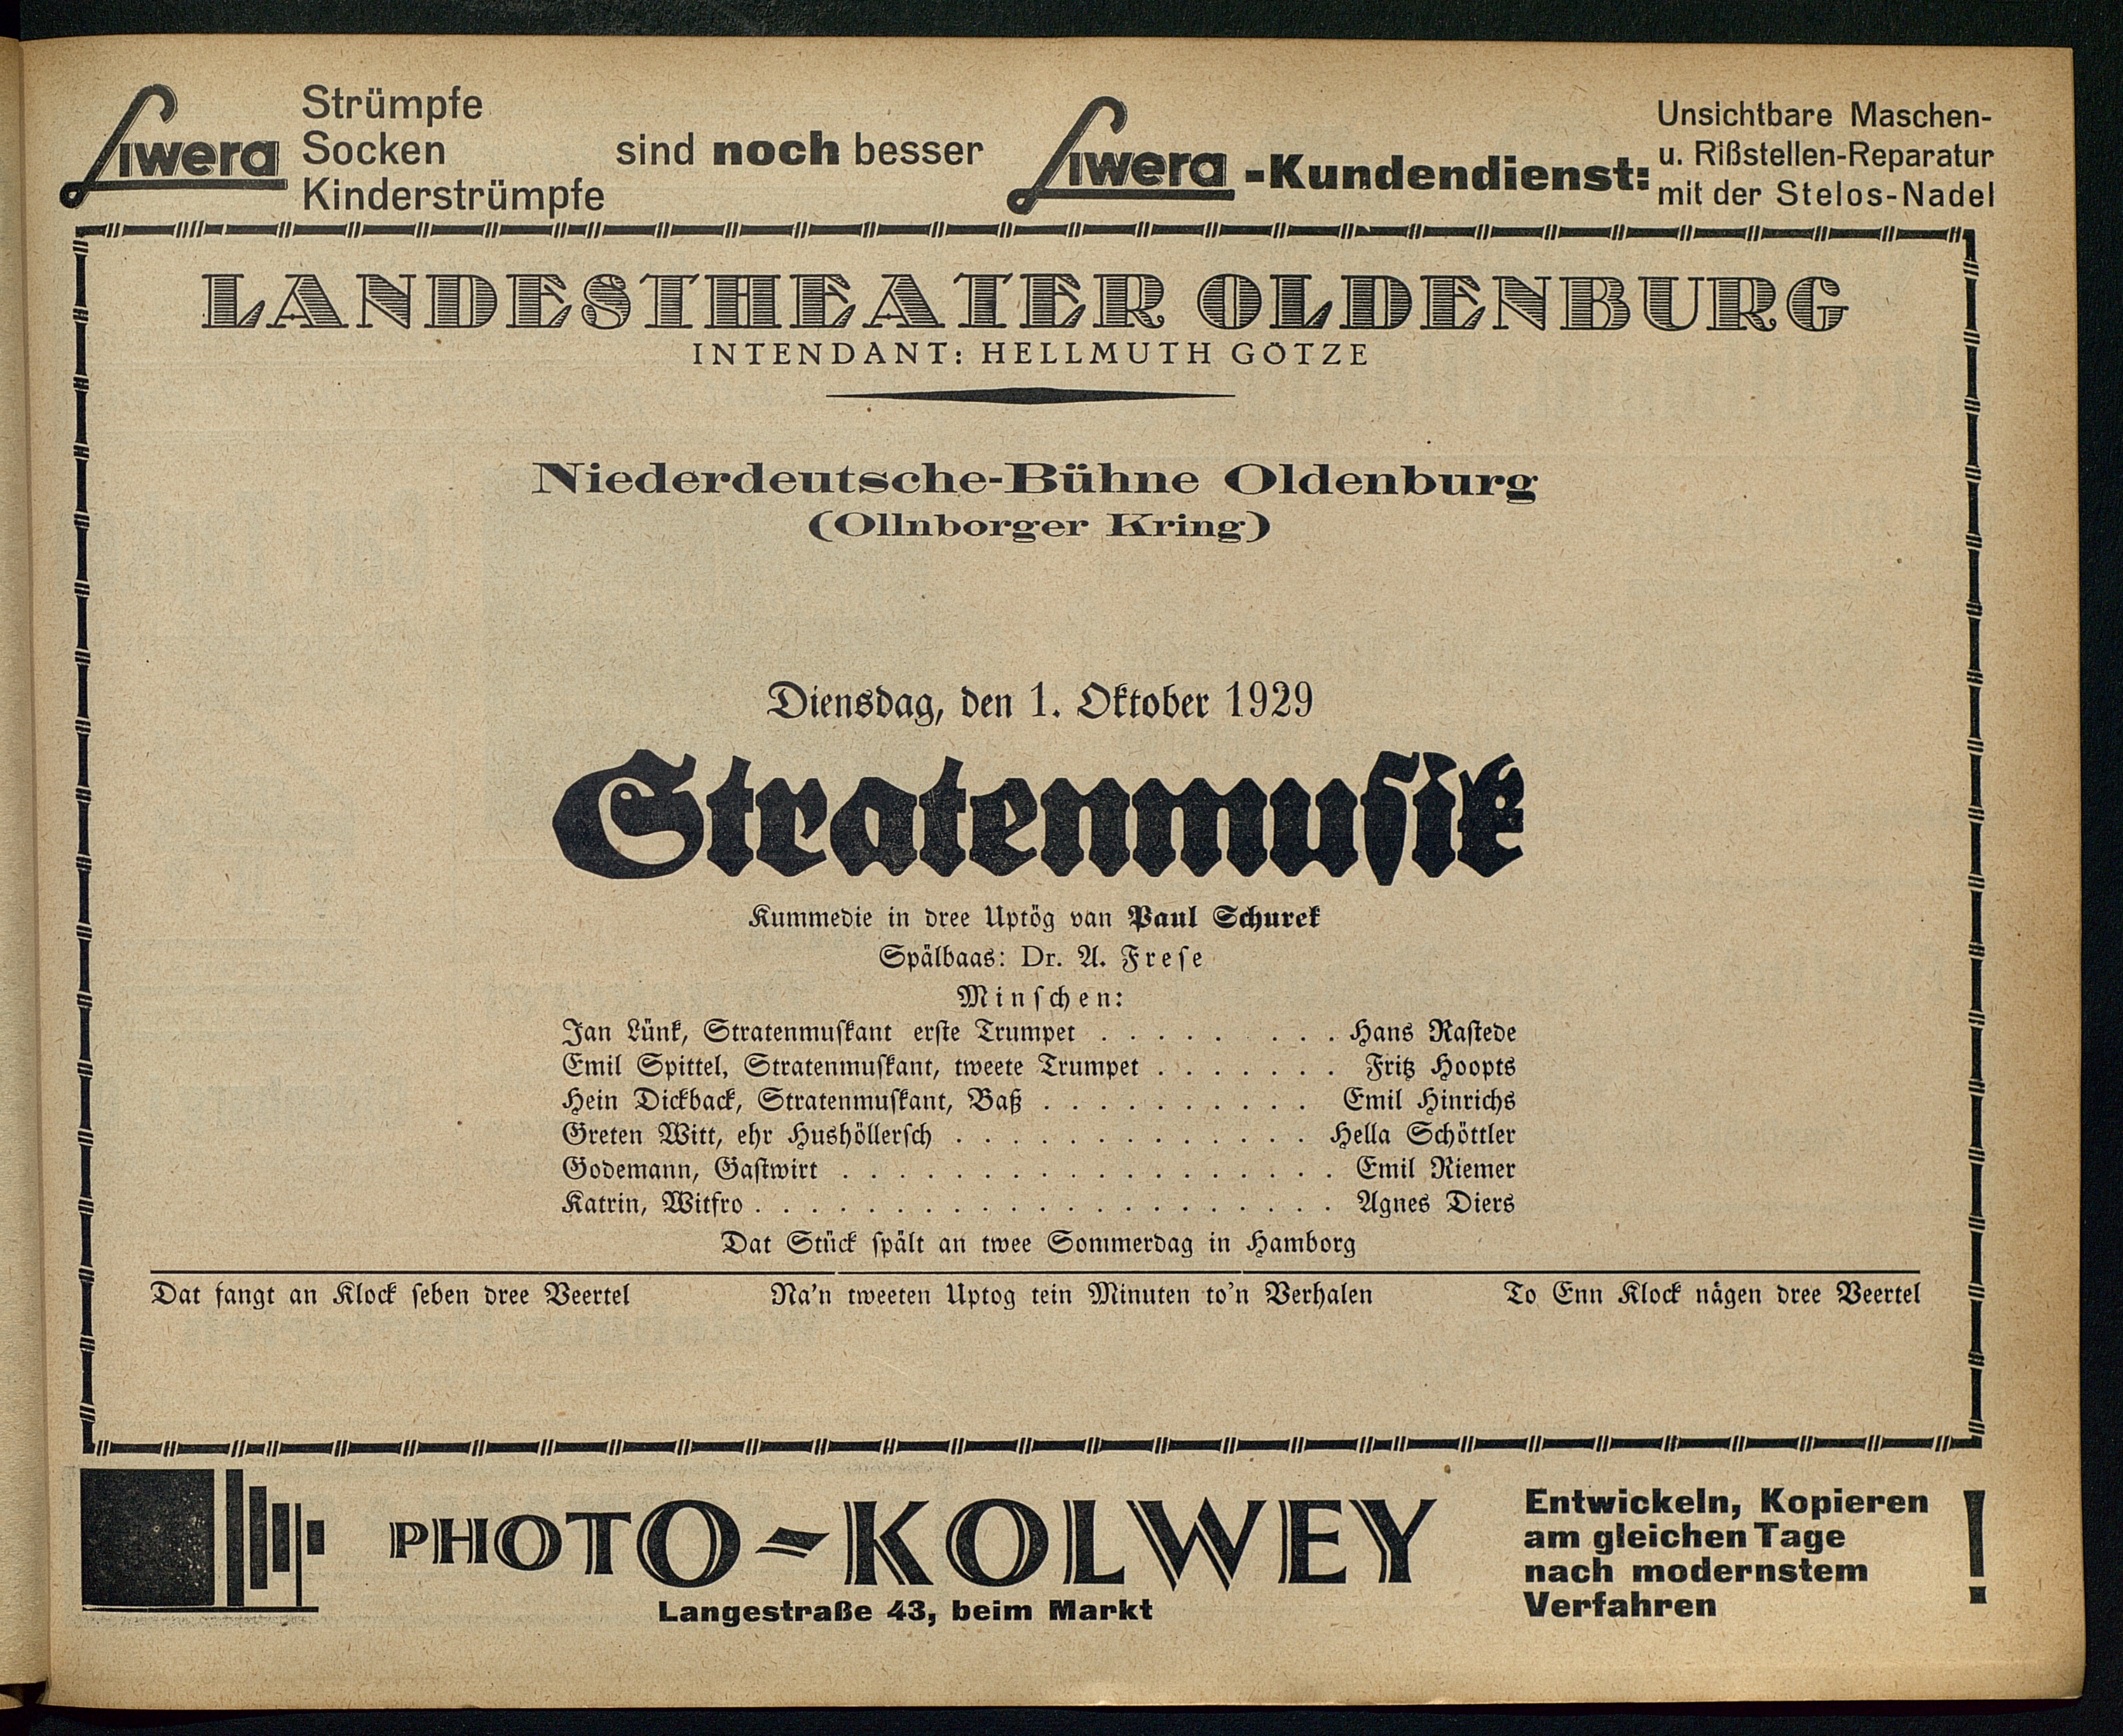 Liwera Strümpfe
Socken
Kinderstrümpfe
sind noch besser
Liwera-Kundendienst:
Unsichtbare Maschen-
u. Rißstellen-Reparatur
mit der Stelos-Nadel
LANDESTHEATER OLDENBURG
INTENDANT: HELLMUTH GÖTZE
Niederdeutsche-Bühne Oldenburg
(Ollnborger Kring)
Diensdag, den 1. Oktober 1929
Stratenmusik
Kummedie in dree Uptög van Paul Schurek
Spälbaas: Dr. A. Frese
Minschen:
Jan Lünk, Stratenmuskant erste Trumpet . . . . . . . . . Hans Rastede
Emil Spittel, Stratenmuskant, tweete Trumpet . . . . . . . Fritz Hoopts
Hein Dickback, Stratenmuskant, Baß . . . . . . . . . . Emil Hinrichs
Greten Witt, ehr Hushöllersch . . . . . . . . . . . . . Hella Schöttler
Godemann, Gastwirt . . . . . . . . . . . . . . . . . . Emil Riemer
Katrin, Witfro . . . . . . . . . . . . . . . . . . . . . Agnes Diers
Dat Stück spält an twee Sommerdag in Hamborg
Dat fangt an Klock seben dree Veertel
Na'n tweeten Uptog tein Minuten to'n Verhalen
To Enn Klock nägen dree Veertel
PHOTO-KOLWEY
Langestraße 43, beim Markt
Entwickeln, Kopieren
am gleichen Tage
nach modernstem
Verfahren !